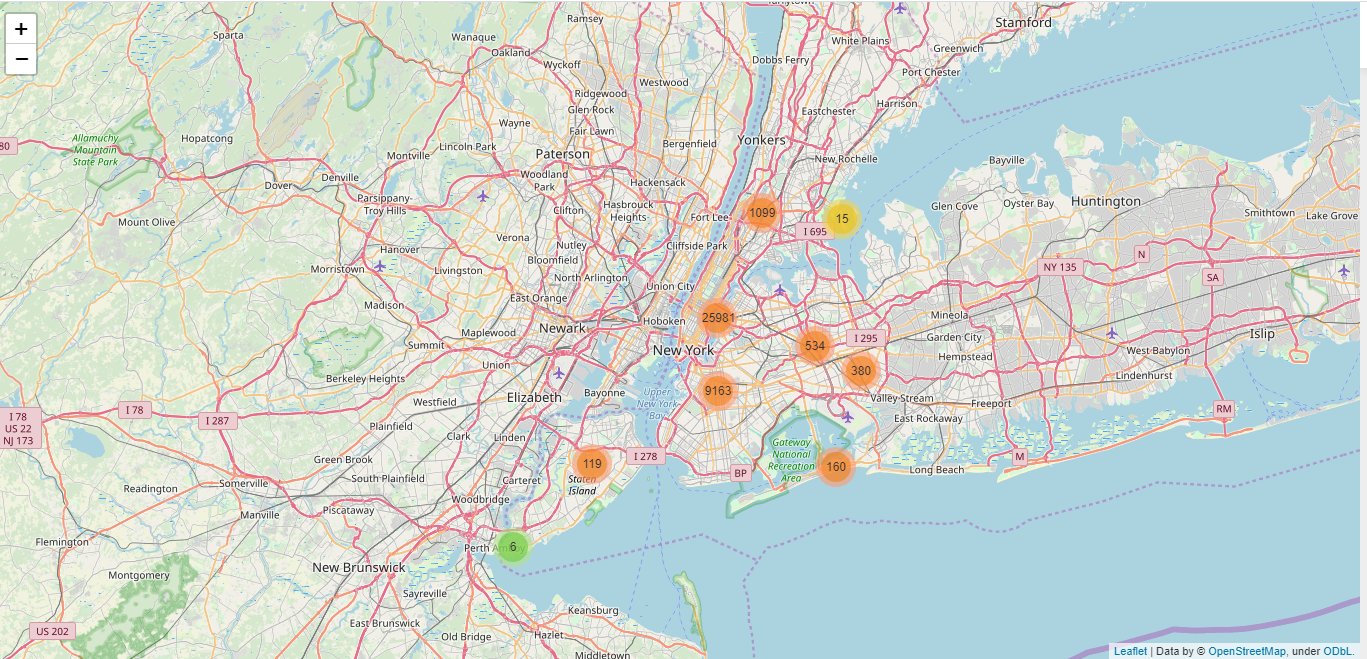 +
−
Sparta
Ramsey
Stamford
Wanaque
Oakland
White Plains
Greenwich
Wyckoff
Dobbs Ferry
Westwood
Port Chester
Ridgewood
Harrison
Glen Rock
Eastchester
Wayne
Fair Lawn
Hopatcong
Allamuchy
Mountain
State Park
80
Lincoln Park
Bergenfield
Yonkers
Montville
Paterson
New Rochelle
Bayville
Denville
Woodland
Park
Hackensack
Dover
Parsippany-
Troy Hills
Hasbrouck
Heights
Glen Cove
Oyster Bay
Huntington
Mount Olive
Clifton
Fort Lee
1099
15
Smithtown
Lake Grove
I 695
Verona
Nutley
Cliffside Park
Hanover
Bloomfield
N
Morristown
Livingston
North Arlington
NY 135
SA
Union City
East Orange
Madison
25981
Mineola
Hoboken
Newark
Maplewood
Islip
Summit
New York
534
I 295
Garden City
West-Babylon
Union
Hempstead
Berkeley Heights
380
Lindenhurst
Elizabeth
Bayonne
Upper
New York
Bay
9163
Valley Stream
Freeport
Westfield
I 78
I 287
RM
I 78
US 22
NJ 173
East Rockaway
Plainfield
Clark
Linden
Gateway
National
Recreation
Area
Green Brook
119
I 278
M
BP
160
Long Beach
South Plainfield
Carteret
Staten
Island
Readington
Somerville
Woodbridge
Manville
Piscataway
Flemington
Perth Amboy
6
New Brunswick
Montgomery
Sayreville
Keansburg
East Brunswick
US 202
Old Bridge
Hazlet
Middletown
Leaflet | Data by © OpenStreetMap, under ODbL.